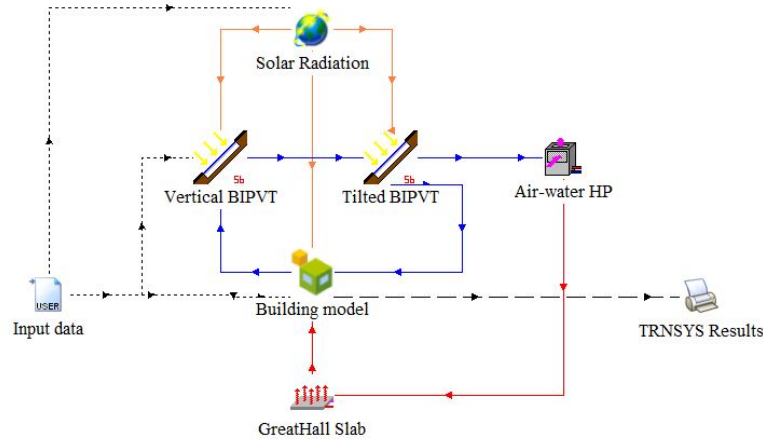 Solar Radiation
5b
5b
Vertical BIPVT
Tilted BIPVT
Air-water HP
USER
Input data
Building model
TRNSYS Results
GreatHall Slab